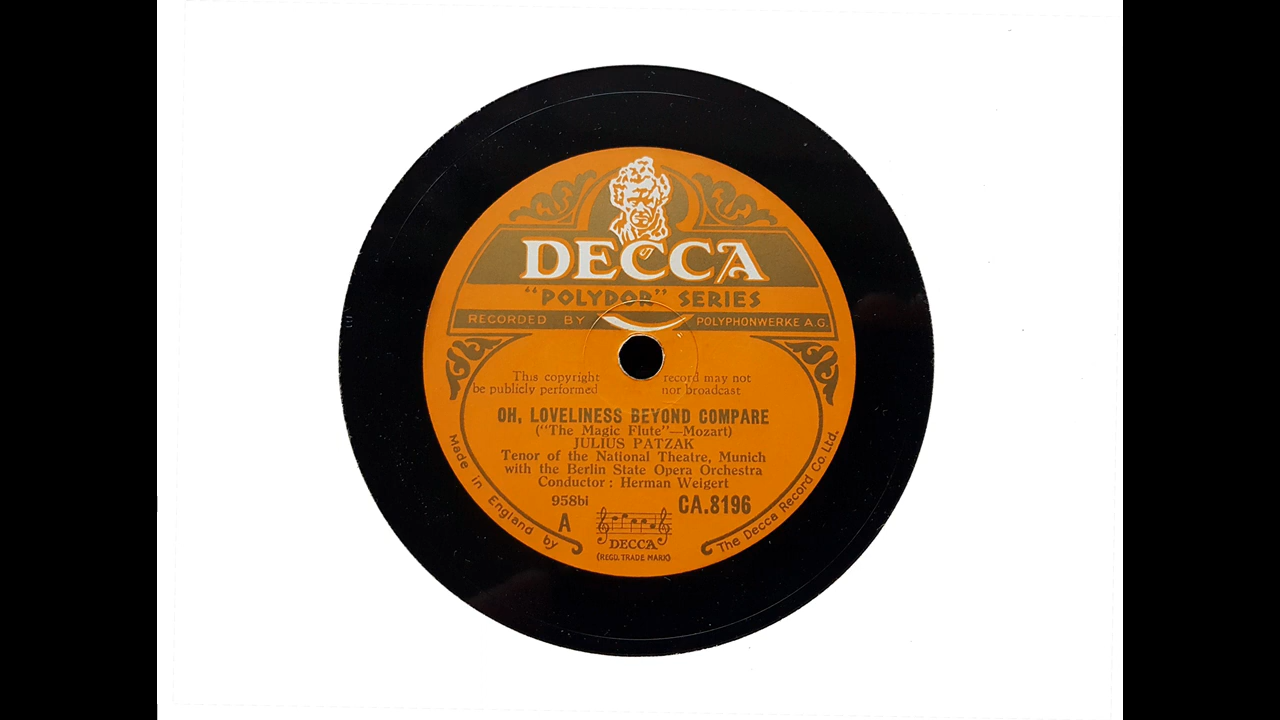 DECCA
"POLYDOR" SERIES
RECORDED BY POLYPHONWERKE A.G.
This copyright record may not
be publicly performed nor broadcast
OH, LOVELINESS BEYOND COMPARE
("The Magic Flute"—Mozart)
JULIUS PATZAK
Tenor of the National Theatre, Munich
with the Berlin State Opera Orchestra
Conductor : Herman Weigert
958bi
CA.8196
A
DECCA
(REGD. TRADE MARK)
Made in England by
The Decca Record Co. Ltd.